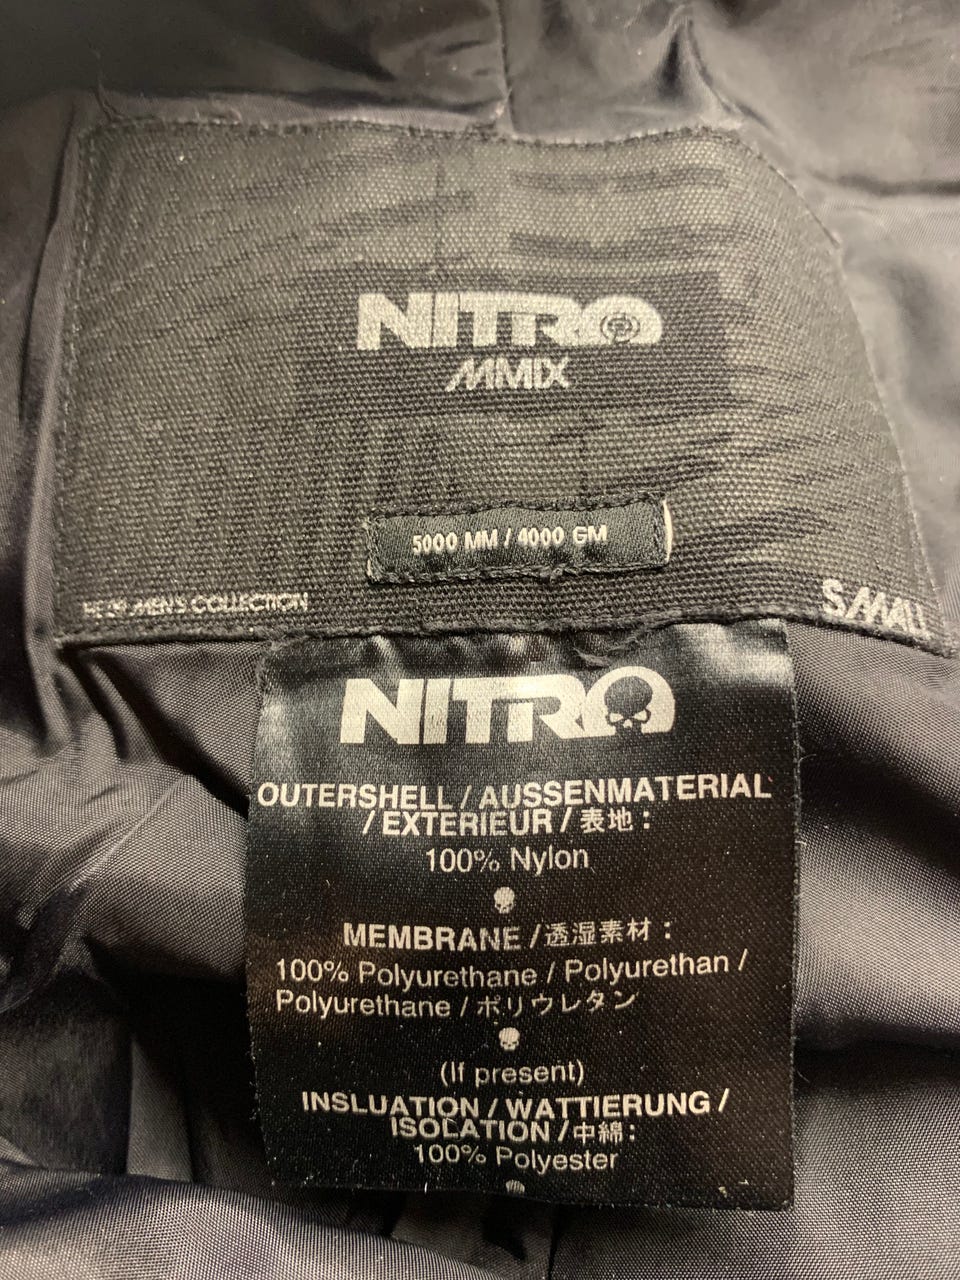 NITRO
MMIX
5000 MM / 4000 GM
MEN'S COLLECTION
SMALL
NITRO
OUTERSHELL / AUSSENMATERIAL
/ EXTERIEUR / 表地 :
100% Nylon
MEMBRANE / 透湿素材 :
100% Polyurethane / Polyurethan /
Polyurethane / ポリウレタン
(If present)
INSLUATION / WATTIERUNG /
ISOLATION / 中綿 :
100% Polyester